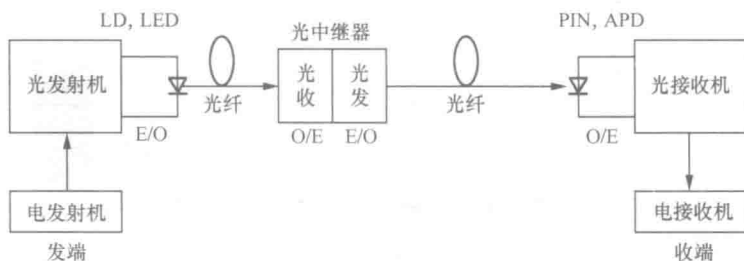 LD, LED
PIN, APD
光中继器
光发射机
光纤
光收
光发
光纤
光接收机
E/O
O/E
E/O
O/E
电发射机
电接收机
发端
收端